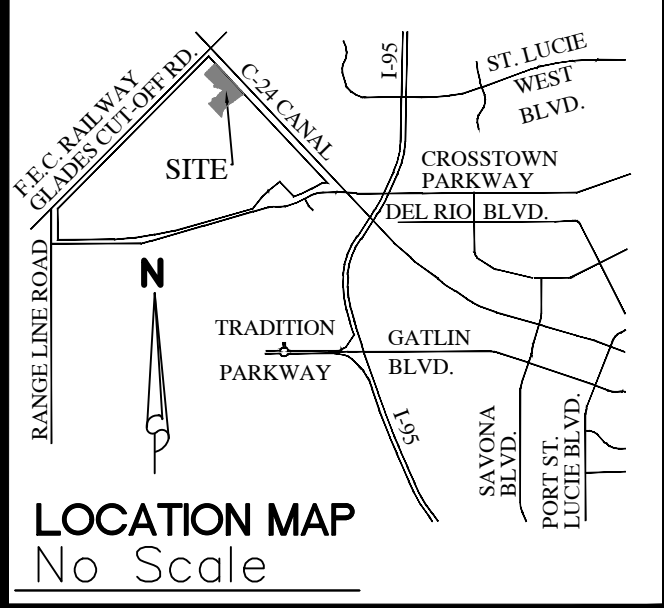 F.E.C. RAILWAY
GLADES CUT-OFF RD.
C-24 CANAL
I-95
ST. LUCIE
WEST
BLVD.
SITE
CROSSTOWN
PARKWAY
DEL RIO BLVD.
RANGE LINE ROAD
N
TRADITION
PARKWAY
GATLIN
BLVD.
I-95
SAVONA
BLVD.
PORT ST.
LUCIE BLVD.
LOCATION MAP
No Scale